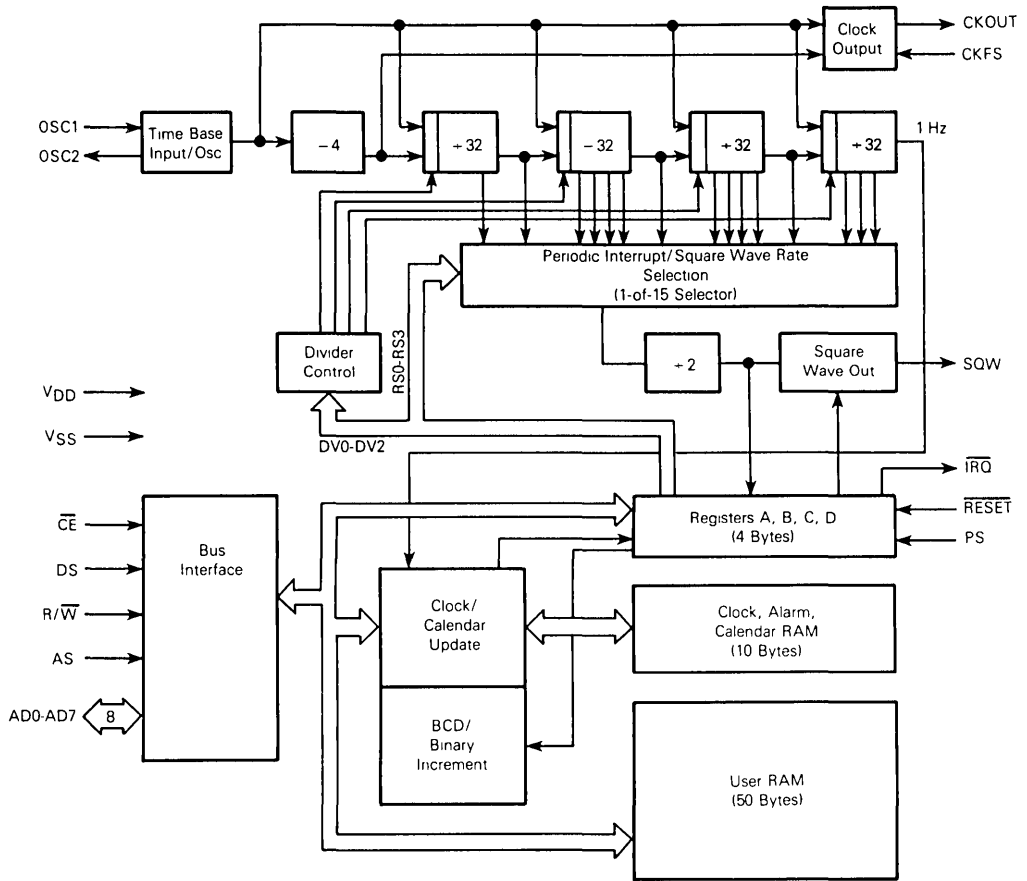 CKOUT
Clock
Output
CKFS
OSC1
OSC2
Time Base
Input/Osc
– 4
÷ 32
– 32
÷ 32
÷ 32
1 Hz
Periodic Interrupt/Square Wave Rate
Selection
(1-of-15 Selector)
RS0-RS3
Divider
Control
÷ 2
Square
Wave Out
SQW
VDD
VSS
DV0-DV2
IRQ
RESET
PS
Registers A, B, C, D
(4 Bytes)
CE
DS
R/W
AS
AD0-AD7
8
Bus
Interface
Clock/
Calendar
Update
Clock, Alarm,
Calendar RAM
(10 Bytes)
BCD/
Binary
Increment
User RAM
(50 Bytes)